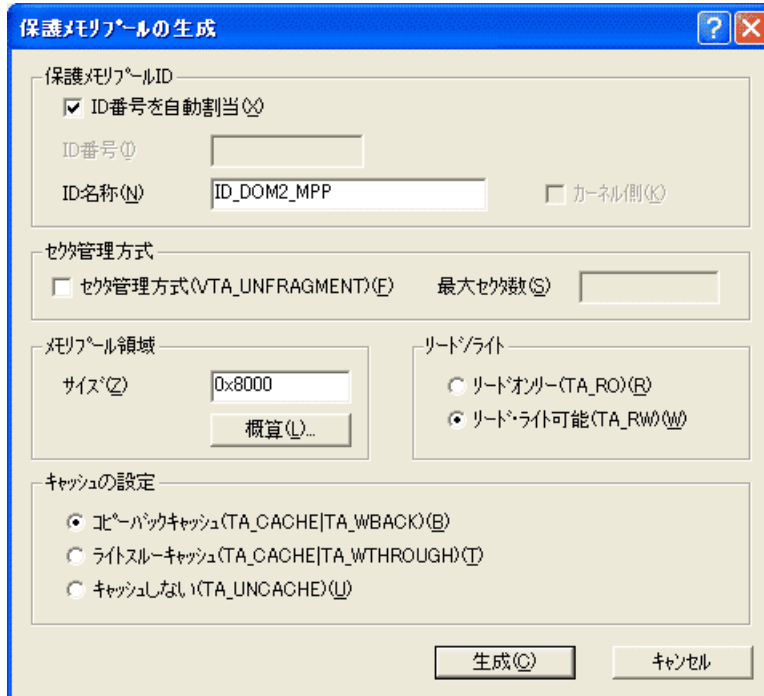 保護ﾒﾓﾘﾌﾟｰﾙの生成
保護ﾒﾓﾘﾌﾟｰﾙID
ID番号を自動割当(X)
ID番号(I)
ID名称(N) ID_DOM2_MPP カーネル側(K)
ｾｸﾀ管理方式
ｾｸﾀ管理方式(VTA_UNFRAGMENT)(F) 最大ｾｸﾀ数(S)
ﾒﾓﾘﾌﾟｰﾙ領域 ﾘｰﾄﾞ/ﾗｲﾄ
ｻｲｽﾞ(Z) 0x8000 ﾘｰﾄﾞｵﾝﾘｰ(TA_RO)(R)
概算(L)... ﾘｰﾄﾞ・ﾗｲﾄ可能(TA_RW)(W)
ｷｬｯｼｭの設定
ｺﾋﾟｰﾊﾞｯｸｷｬｯｼｭ(TA_CACHE|TA_WBACK)(B)
ﾗｲﾄｽﾙｰｷｬｯｼｭ(TA_CACHE|TA_WTHROUGH)(T)
ｷｬｯｼｭしない(TA_UNCACHE)(U)
生成(C) ｷｬﾝｾﾙ